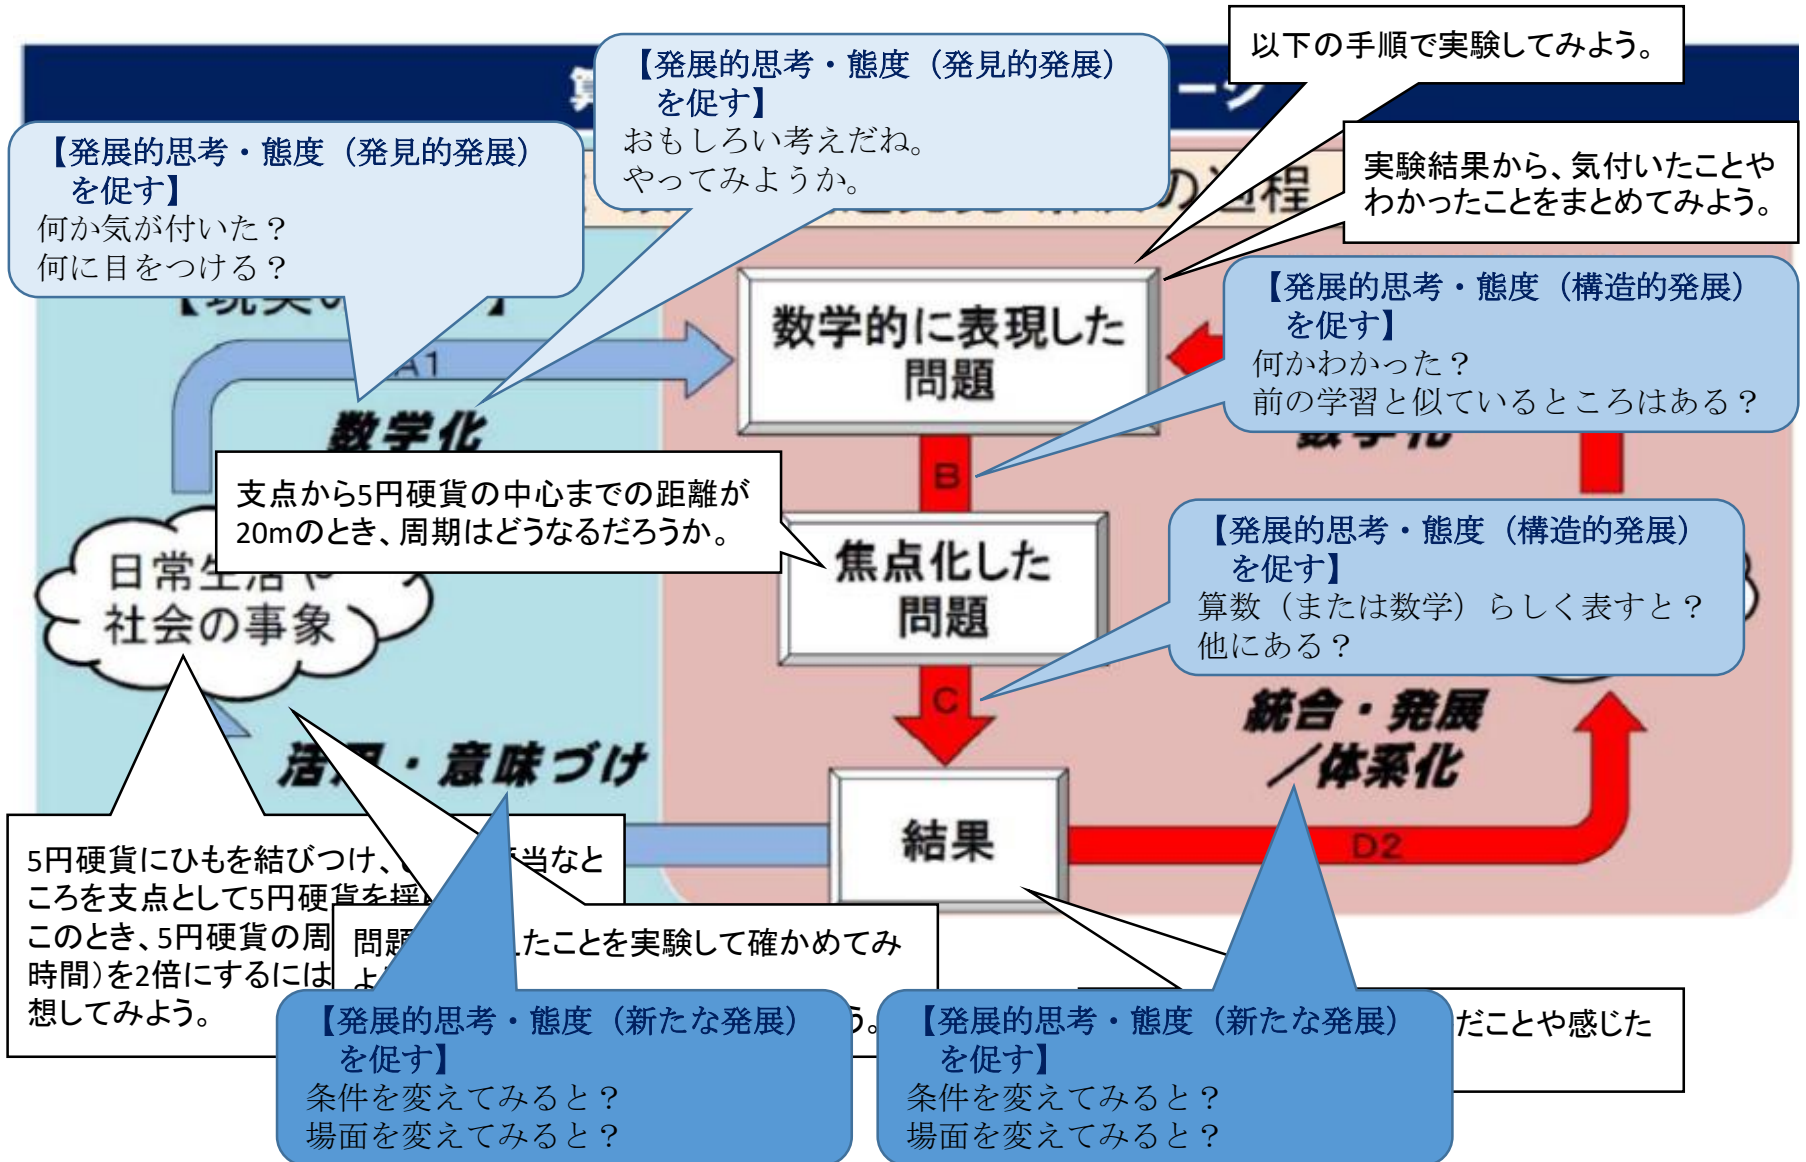 以下の手順で実験してみよう。
【発展的思考・態度（発見的発展）
を促す】
おもしろい考えだね。
やってみようか。
【発展的思考・態度（発見的発展）
を促す】
何か気が付いた？
何に目をつける？
実験結果から、気付いたことや
わかったことをまとめてみよう。
の過程
【現実の
】
A1
数学化
数学的に表現した
問題
【発展的思考・態度（構造的発展）
を促す】
何かわかった？
前の学習と似ているところはある？
数学化
B
支点から5円硬貨の中心までの距離が
20mのとき、周期はどうなるだろうか。
日常生活や
社会の事象
焦点化した
問題
【発展的思考・態度（構造的発展）
を促す】
算数（または数学）らしく表すと？
他にある？
C
活用・意味づけ
統合・発展
／体系化
結果
D2
5円硬貨にひもを結びつけ、
当なと
ころを支点として5円硬貨を揺
このとき、5円硬貨の周
時間）を2倍にするには
想してみよう。
問題
たことを実験して確かめてみ
よ
う。
【発展的思考・態度（新たな発展）
を促す】
条件を変えてみると？
場面を変えてみると？
【発展的思考・態度（新たな発展）
を促す】
条件を変えてみると？
場面を変えてみると？
だことや感じた